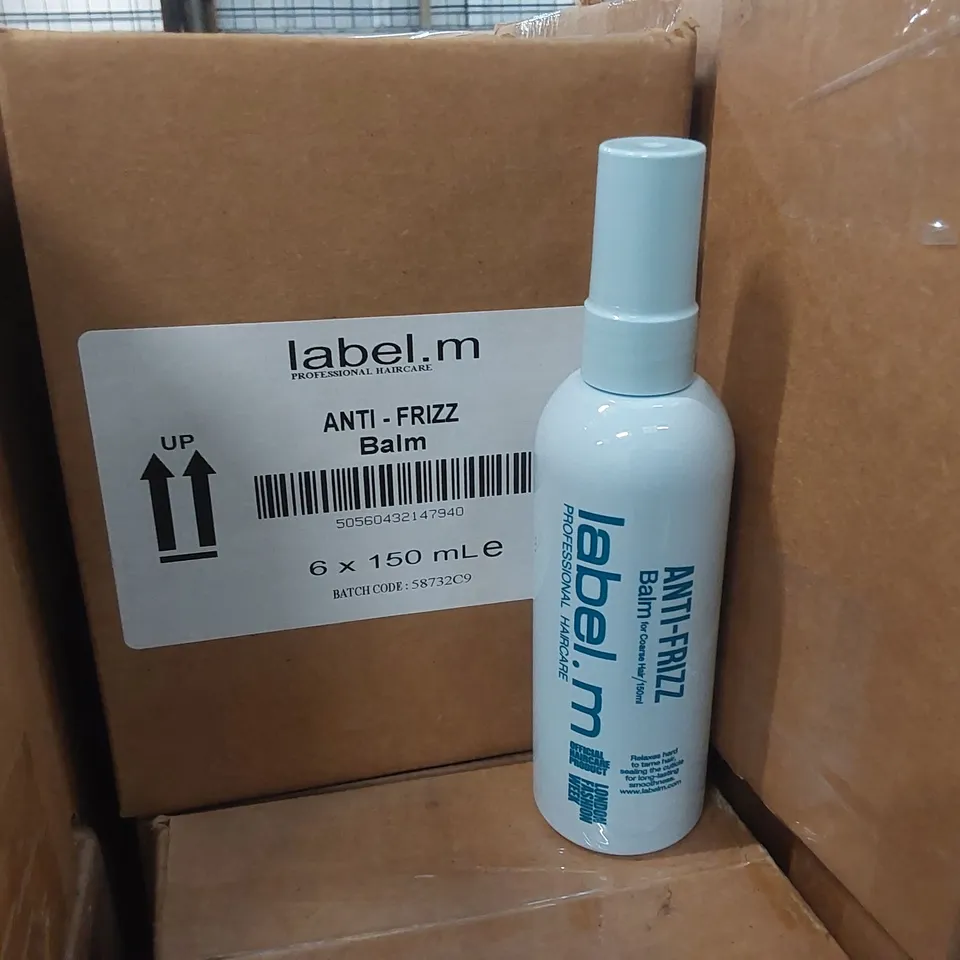 label.m
PROFESSIONAL HAIRCARE
ANTI - FRIZZ
Balm
UP
50560432147940
6 x 150 mL e
BATCH CODE : 58732C9
label.m
PROFESSIONAL HAIRCARE
ANTI-FRIZZ
Balm for Coarse Hair/150ml
OFFICIAL
HAIRCARE
PRODUCT
LONDON
FASHION
WEEK
Relaxes hard
to tame hair,
sealing the cuticle
for long-lasting
smoothness.
www.labelm.com